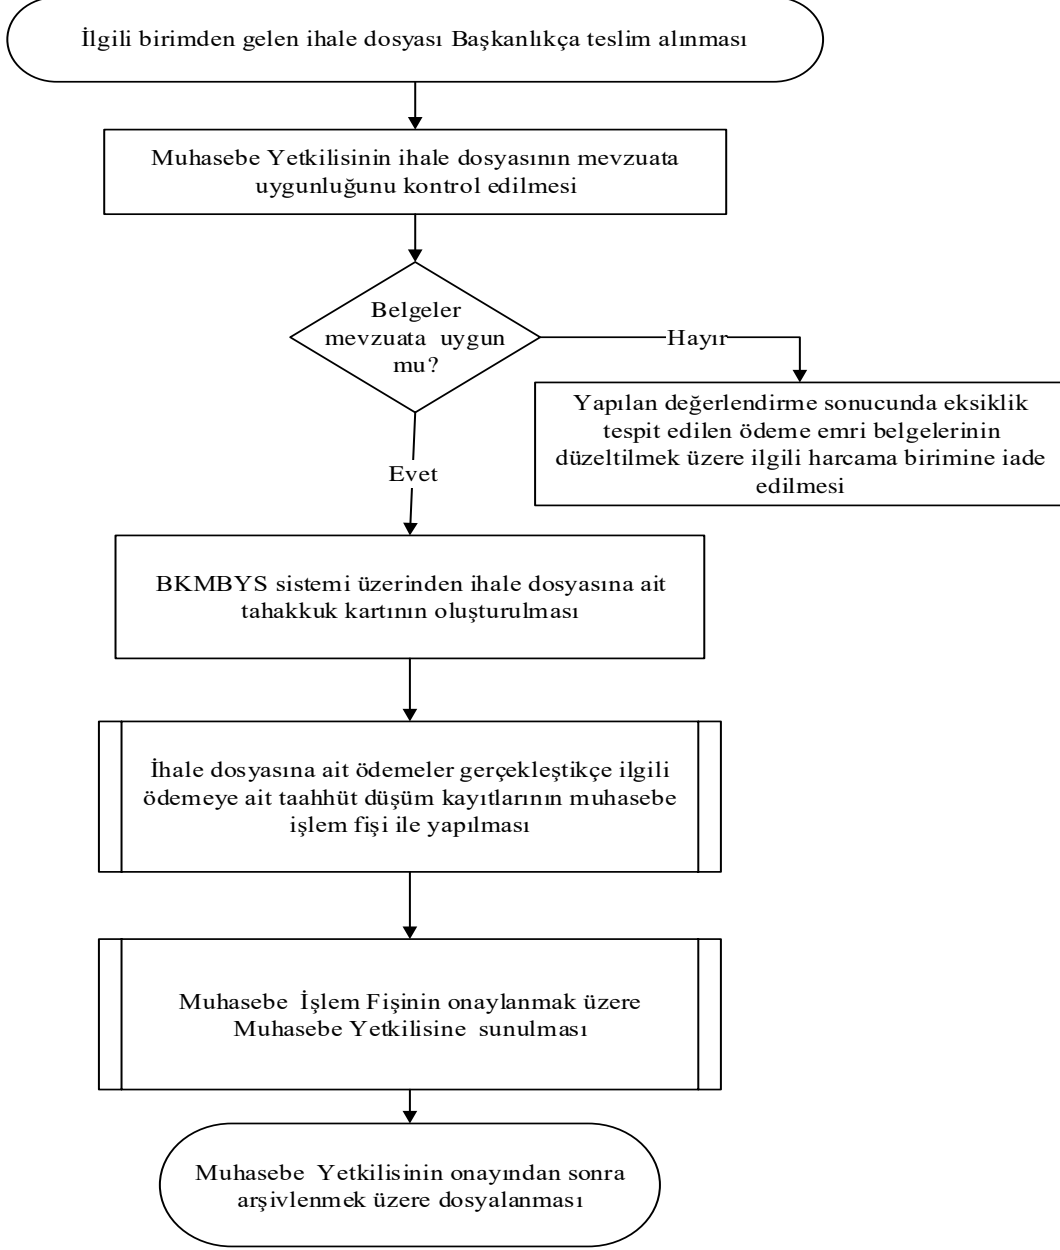 İlgili birimden gelen ihale dosyası Başkanlıkça teslim alınması
Muhasebe Yetkilisinin ihale dosyasının mevzuata
uygunluğunu kontrol edilmesi
Belgeler
mevzuata uygun
mu?
Hayır
Yapılan değerlendirme sonucunda eksiklik
tespit edilen ödeme emri belgelerinin
düzeltilmek üzere ilgili harcama birimine iade
edilmesi
Evet
BKMBYS sistemi üzerinden ihale dosyasına ait
tahakkuk kartının oluşturulması
İhale dosyasına ait ödemeler gerçekleştikçe ilgili
ödemeye ait taahhüt düşüm kayıtlarının muhasebe
işlem fişi ile yapılması
Muhasebe İşlem Fişinin onaylanmak üzere
Muhasebe Yetkilisine sunulması
Muhasebe Yetkilisinin onayından sonra
arşivlenmek üzere dosyalanması